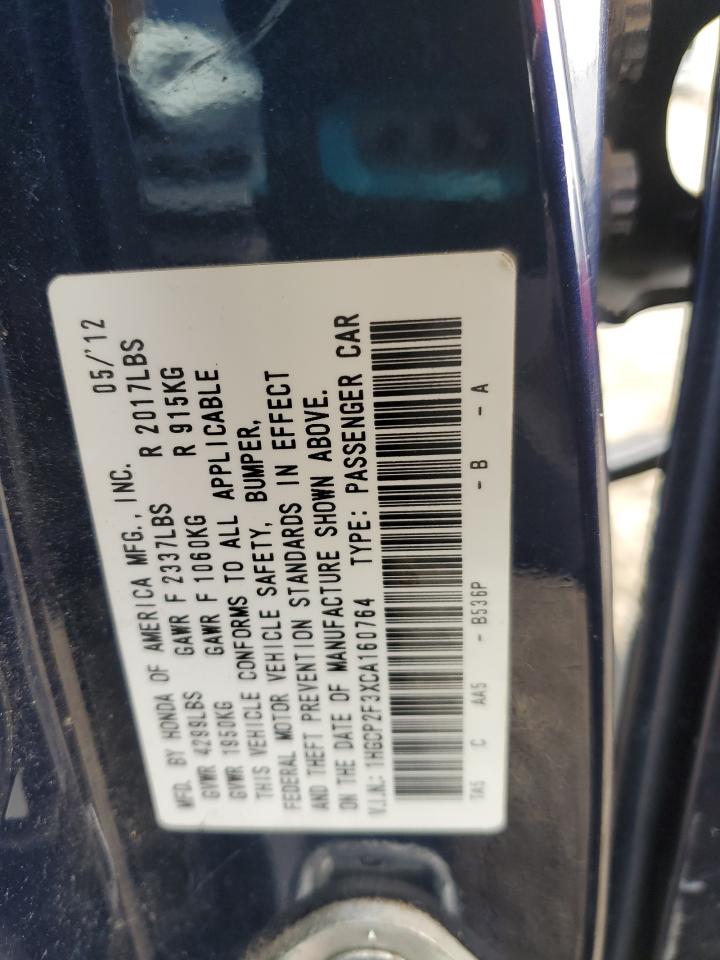 MFD. BY HONDA OF AMERICA MFG., INC. 05/'12
GVWR 4299LBS GAWR F 2337LBS R 2017LBS
GVWR 1950KG GAWR F 1060KG R 915KG
THIS VEHICLE CONFORMS TO ALL APPLICABLE
FEDERAL MOTOR VEHICLE SAFETY, BUMPER,
AND THEFT PREVENTION STANDARDS IN EFFECT
ON THE DATE OF MANUFACTURE SHOWN ABOVE.
V.I.N.: 1HGCP2F3XCA160764 TYPE: PASSENGER CAR
TA5 C AA5 - B536P - B - A